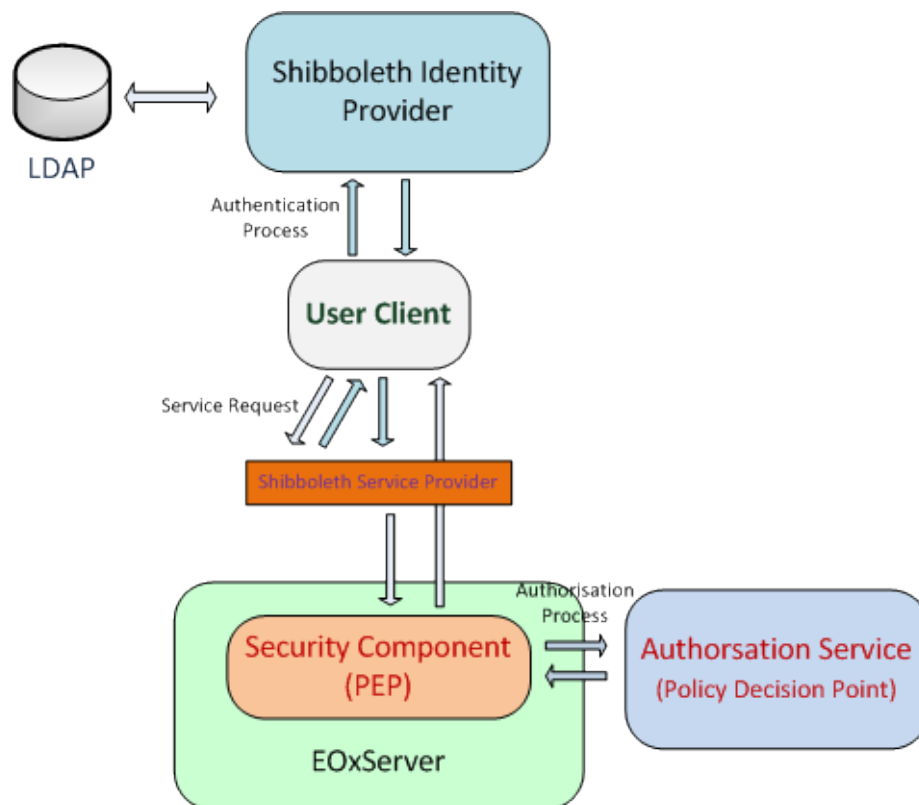 Shibboleth Identity
Provider
LDAP
Authentication
Process
User Client
Service Request
Shibboleth Service Provider
Authorisation
Process
Security Component
(PEP)
Authorsation Service
(Policy Decision Point)
EOxServer